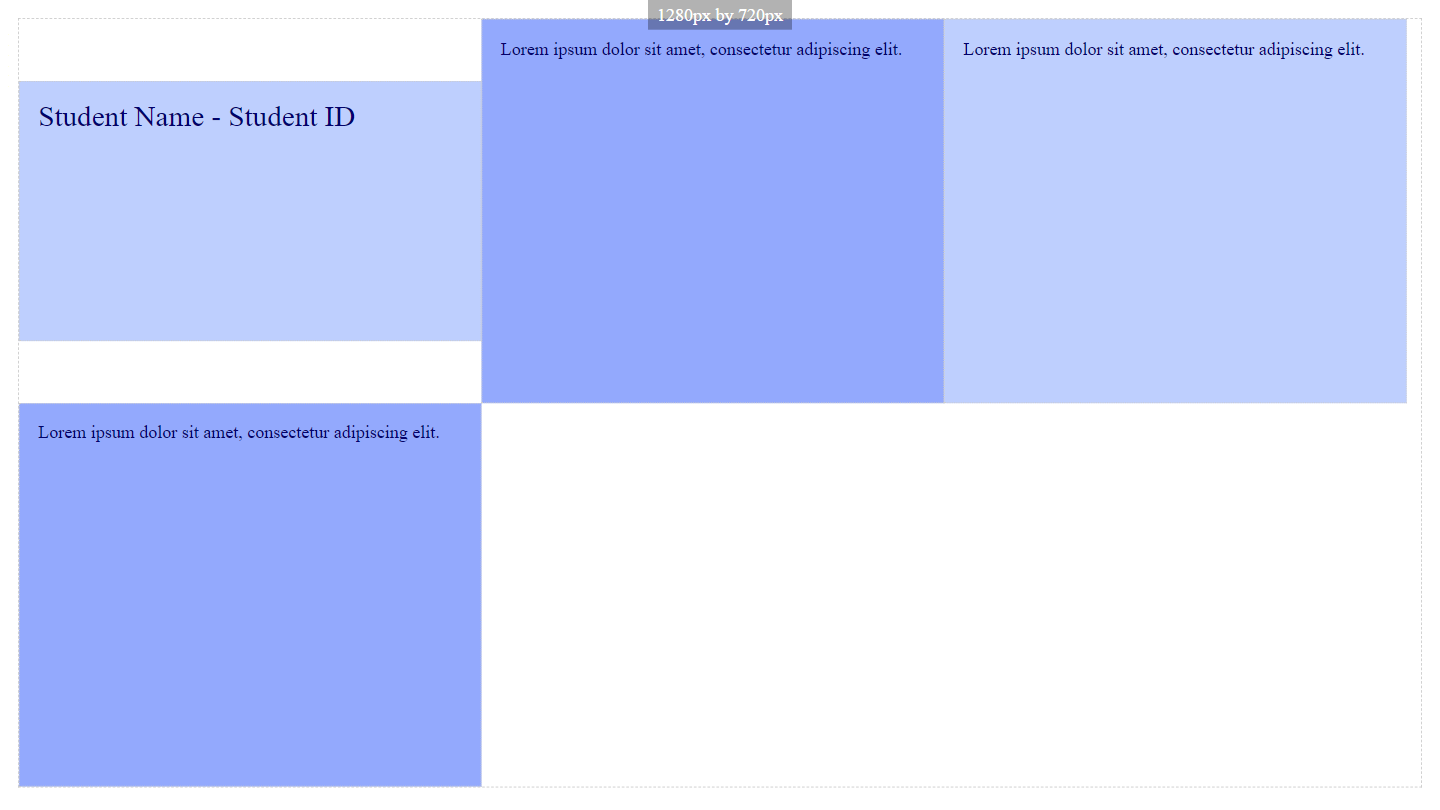 1280px by 720px
Student Name - Student ID
Lorem ipsum dolor sit amet, consectetur adipiscing elit.
Lorem ipsum dolor sit amet, consectetur adipiscing elit.
Lorem ipsum dolor sit amet, consectetur adipiscing elit.